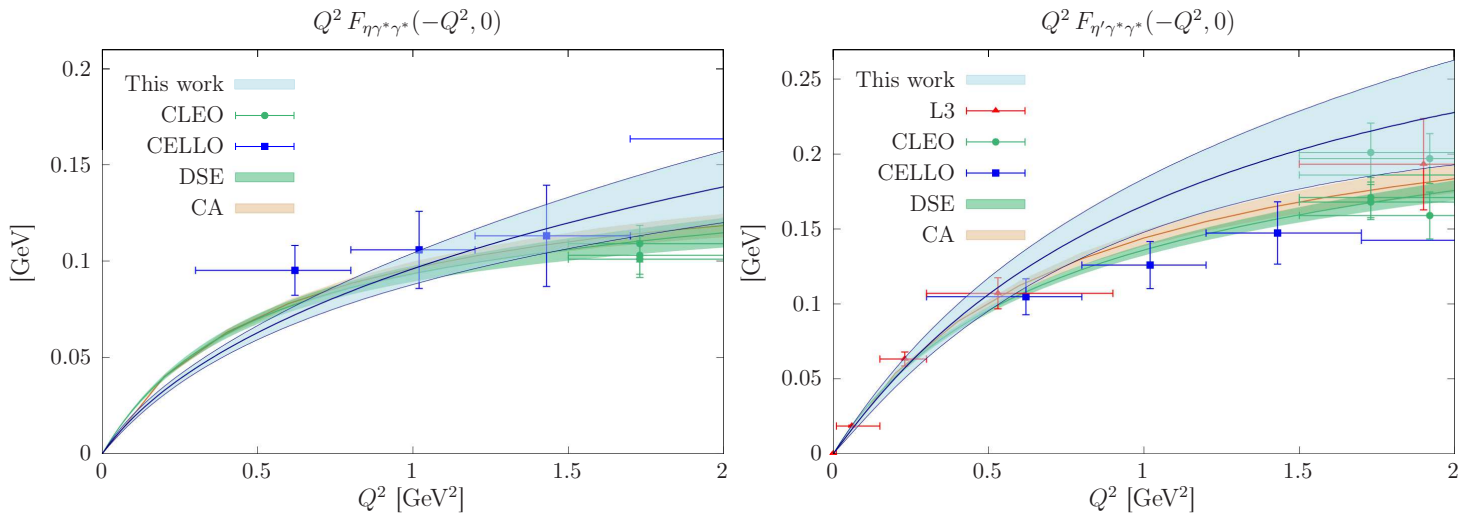 Q² F_{ηγ*γ*}(−Q², 0)
0.2
0.15
0.1
0.05
0
[GeV]
This work
CLEO
CELLO
DSE
CA
0 0.5 1 1.5 2
Q² [GeV²]
Q² F_{η′γ*γ*}(−Q², 0)
0.25
0.2
0.15
0.1
0.05
0
[GeV]
This work
L3
CLEO
CELLO
DSE
CA
0 0.5 1 1.5 2
Q² [GeV²]